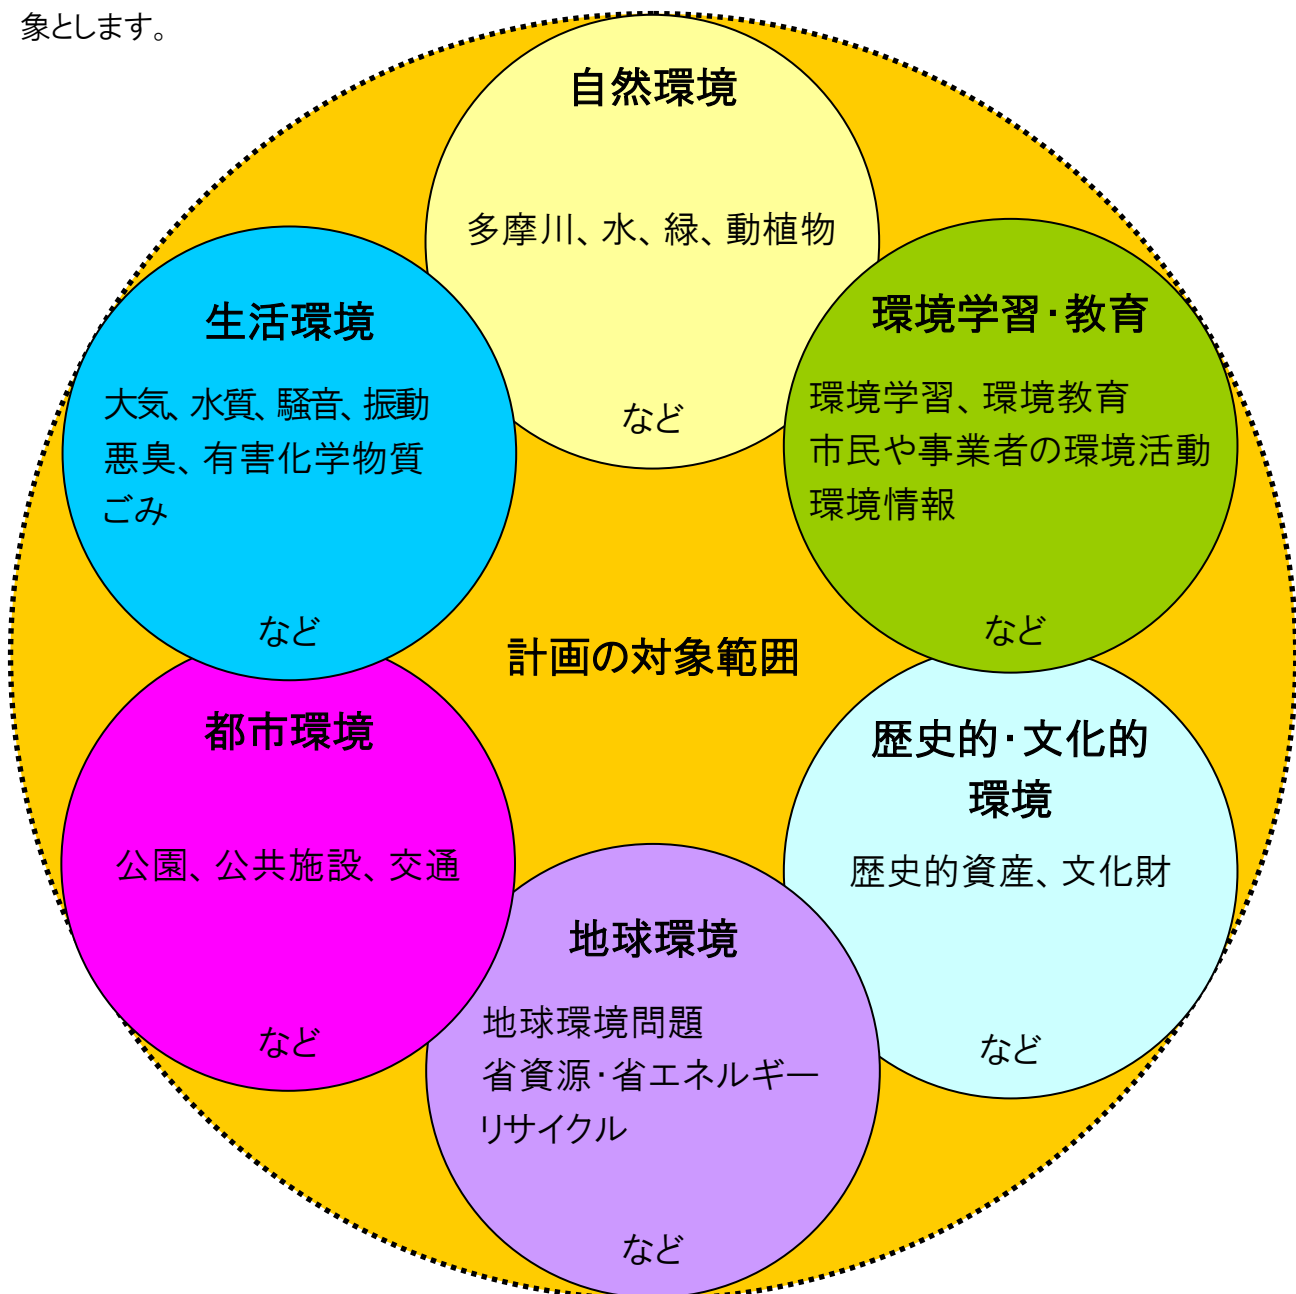 象とします。
自然環境
多摩川、水、緑、動植物
など
環境学習・教育
環境学習、環境教育
市民や事業者の環境活動
環境情報
など
生活環境
大気、水質、騒音、振動
悪臭、有害化学物質
ごみ
など
計画の対象範囲
都市環境
公園、公共施設、交通
など
歴史的・文化的
環境
歴史的資産、文化財
など
地球環境
地球環境問題
省資源・省エネルギー
リサイクル
など